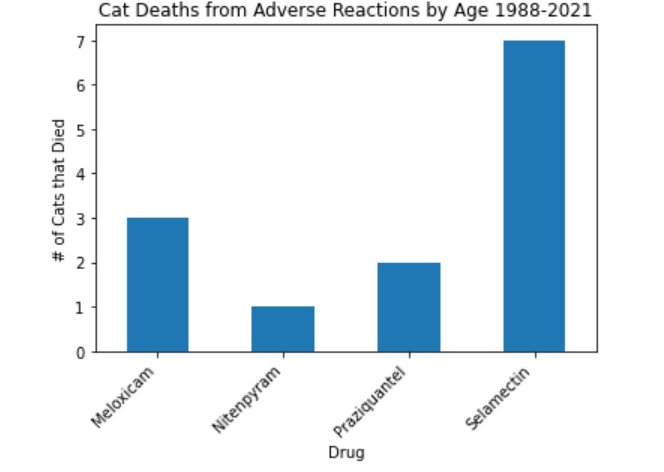 Cat Deaths from Adverse Reactions by Age 1988-2021
# of Cats that Died
7
6
5
4
3
2
1
0
Meloxicam
Nitenpyram
Praziquantel
Selamectin
Drug